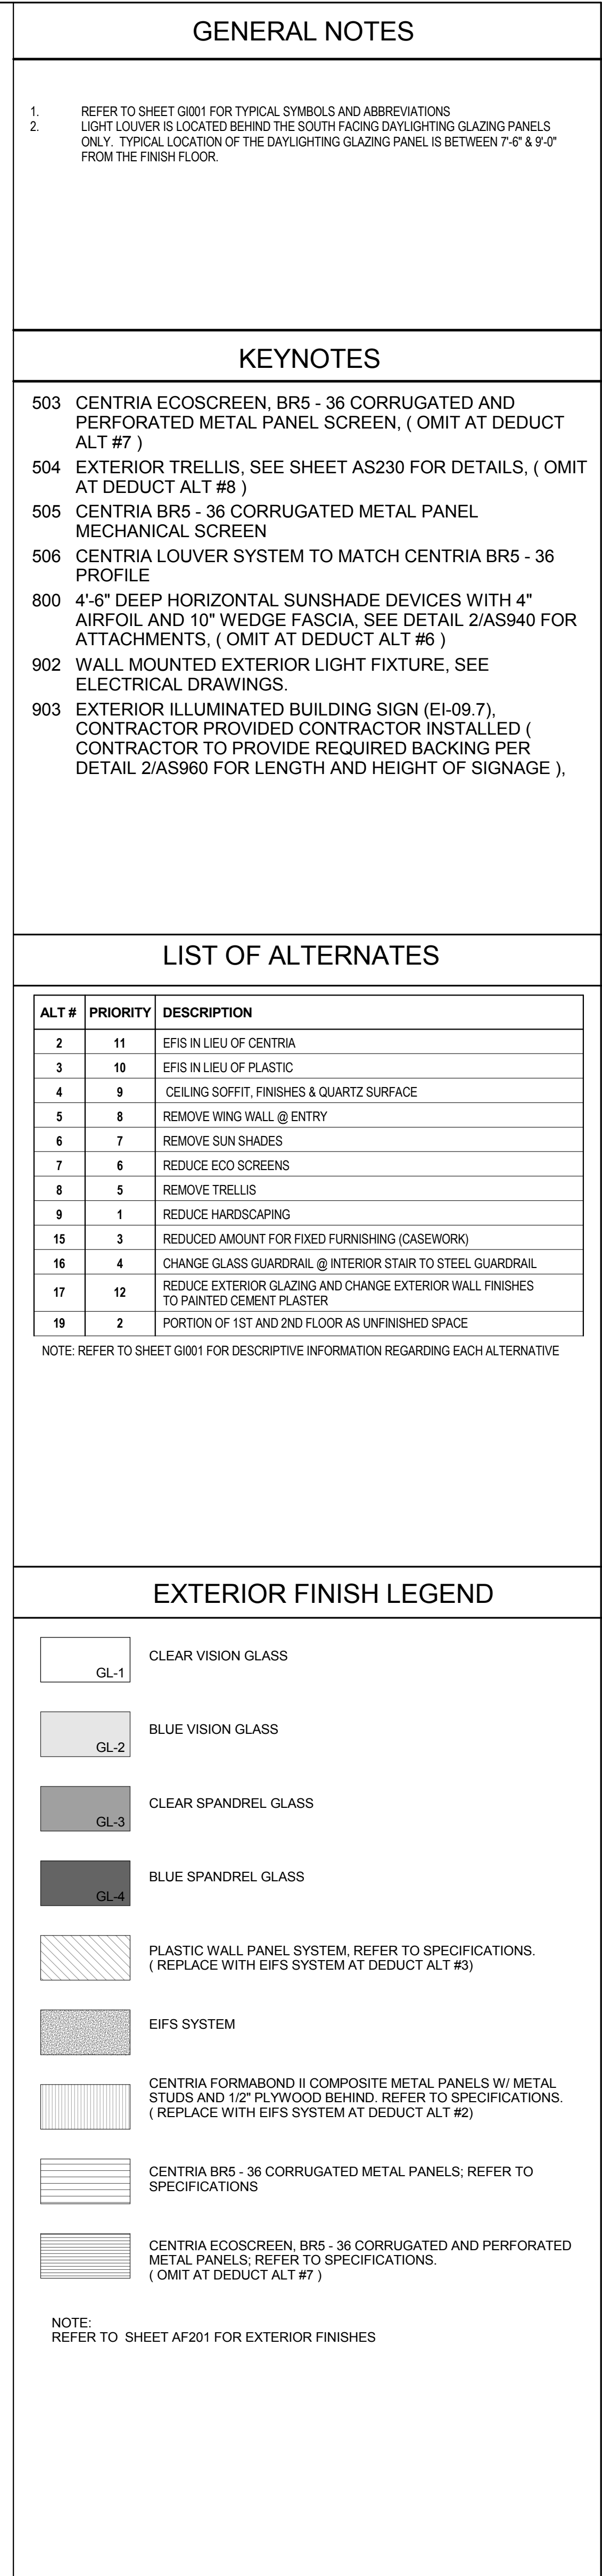 GENERAL NOTES
1. REFER TO SHEET GI001 FOR TYPICAL SYMBOLS AND ABBREVIATIONS
2. LIGHT LOUVER IS LOCATED BEHIND THE SOUTH FACING DAYLIGHTING GLAZING PANELS
ONLY. TYPICAL LOCATION OF THE DAYLIGHTING GLAZING PANEL IS BETWEEN 7'-6" & 9'-0"
FROM THE FINISH FLOOR.
KEYNOTES
503 CENTRIA ECOSCREEN, BR5 - 36 CORRUGATED AND
PERFORATED METAL PANEL SCREEN, ( OMIT AT DEDUCT
ALT #7 )
504 EXTERIOR TRELLIS, SEE SHEET AS230 FOR DETAILS, ( OMIT
AT DEDUCT ALT #8 )
505 CENTRIA BR5 - 36 CORRUGATED METAL PANEL
MECHANICAL SCREEN
506 CENTRIA LOUVER SYSTEM TO MATCH CENTRIA BR5 - 36
PROFILE
800 4'-6" DEEP HORIZONTAL SUNSHADE DEVICES WITH 4"
AIRFOIL AND 10" WEDGE FASCIA, SEE DETAIL 2/AS940 FOR
ATTACHMENTS, ( OMIT AT DEDUCT ALT #6 )
902 WALL MOUNTED EXTERIOR LIGHT FIXTURE, SEE
ELECTRICAL DRAWINGS.
903 EXTERIOR ILLUMINATED BUILDING SIGN (EI-09.7),
CONTRACTOR PROVIDED CONTRACTOR INSTALLED (
CONTRACTOR TO PROVIDE REQUIRED BACKING PER
DETAIL 2/AS960 FOR LENGTH AND HEIGHT OF SIGNAGE ),
LIST OF ALTERNATES
ALT # PRIORITY DESCRIPTION
2 11 EFIS IN LIEU OF CENTRIA
3 10 EFIS IN LIEU OF PLASTIC
4 9 CEILING SOFFIT, FINISHES & QUARTZ SURFACE
5 8 REMOVE WING WALL @ ENTRY
6 7 REMOVE SUN SHADES
7 6 REDUCE ECO SCREENS
8 5 REMOVE TRELLIS
9 1 REDUCE HARDSCAPING
15 3 REDUCED AMOUNT FOR FIXED FURNISHING (CASEWORK)
16 4 CHANGE GLASS GUARDRAIL @ INTERIOR STAIR TO STEEL GUARDRAIL
17 12 REDUCE EXTERIOR GLAZING AND CHANGE EXTERIOR WALL FINISHES
TO PAINTED CEMENT PLASTER
19 2 PORTION OF 1ST AND 2ND FLOOR AS UNFINISHED SPACE
NOTE: REFER TO SHEET GI001 FOR DESCRIPTIVE INFORMATION REGARDING EACH ALTERNATIVE
EXTERIOR FINISH LEGEND
GL-1 CLEAR VISION GLASS
GL-2 BLUE VISION GLASS
GL-3 CLEAR SPANDREL GLASS
GL-4 BLUE SPANDREL GLASS
PLASTIC WALL PANEL SYSTEM, REFER TO SPECIFICATIONS.
( REPLACE WITH EIFS SYSTEM AT DEDUCT ALT #3)
EIFS SYSTEM
CENTRIA FORMABOND II COMPOSITE METAL PANELS W/ METAL
STUDS AND 1/2" PLYWOOD BEHIND. REFER TO SPECIFICATIONS.
( REPLACE WITH EIFS SYSTEM AT DEDUCT ALT #2)
CENTRIA BR5 - 36 CORRUGATED METAL PANELS; REFER TO
SPECIFICATIONS
CENTRIA ECOSCREEN, BR5 - 36 CORRUGATED AND PERFORATED
METAL PANELS; REFER TO SPECIFICATIONS.
( OMIT AT DEDUCT ALT #7 )
NOTE:
REFER TO SHEET AF201 FOR EXTERIOR FINISHES